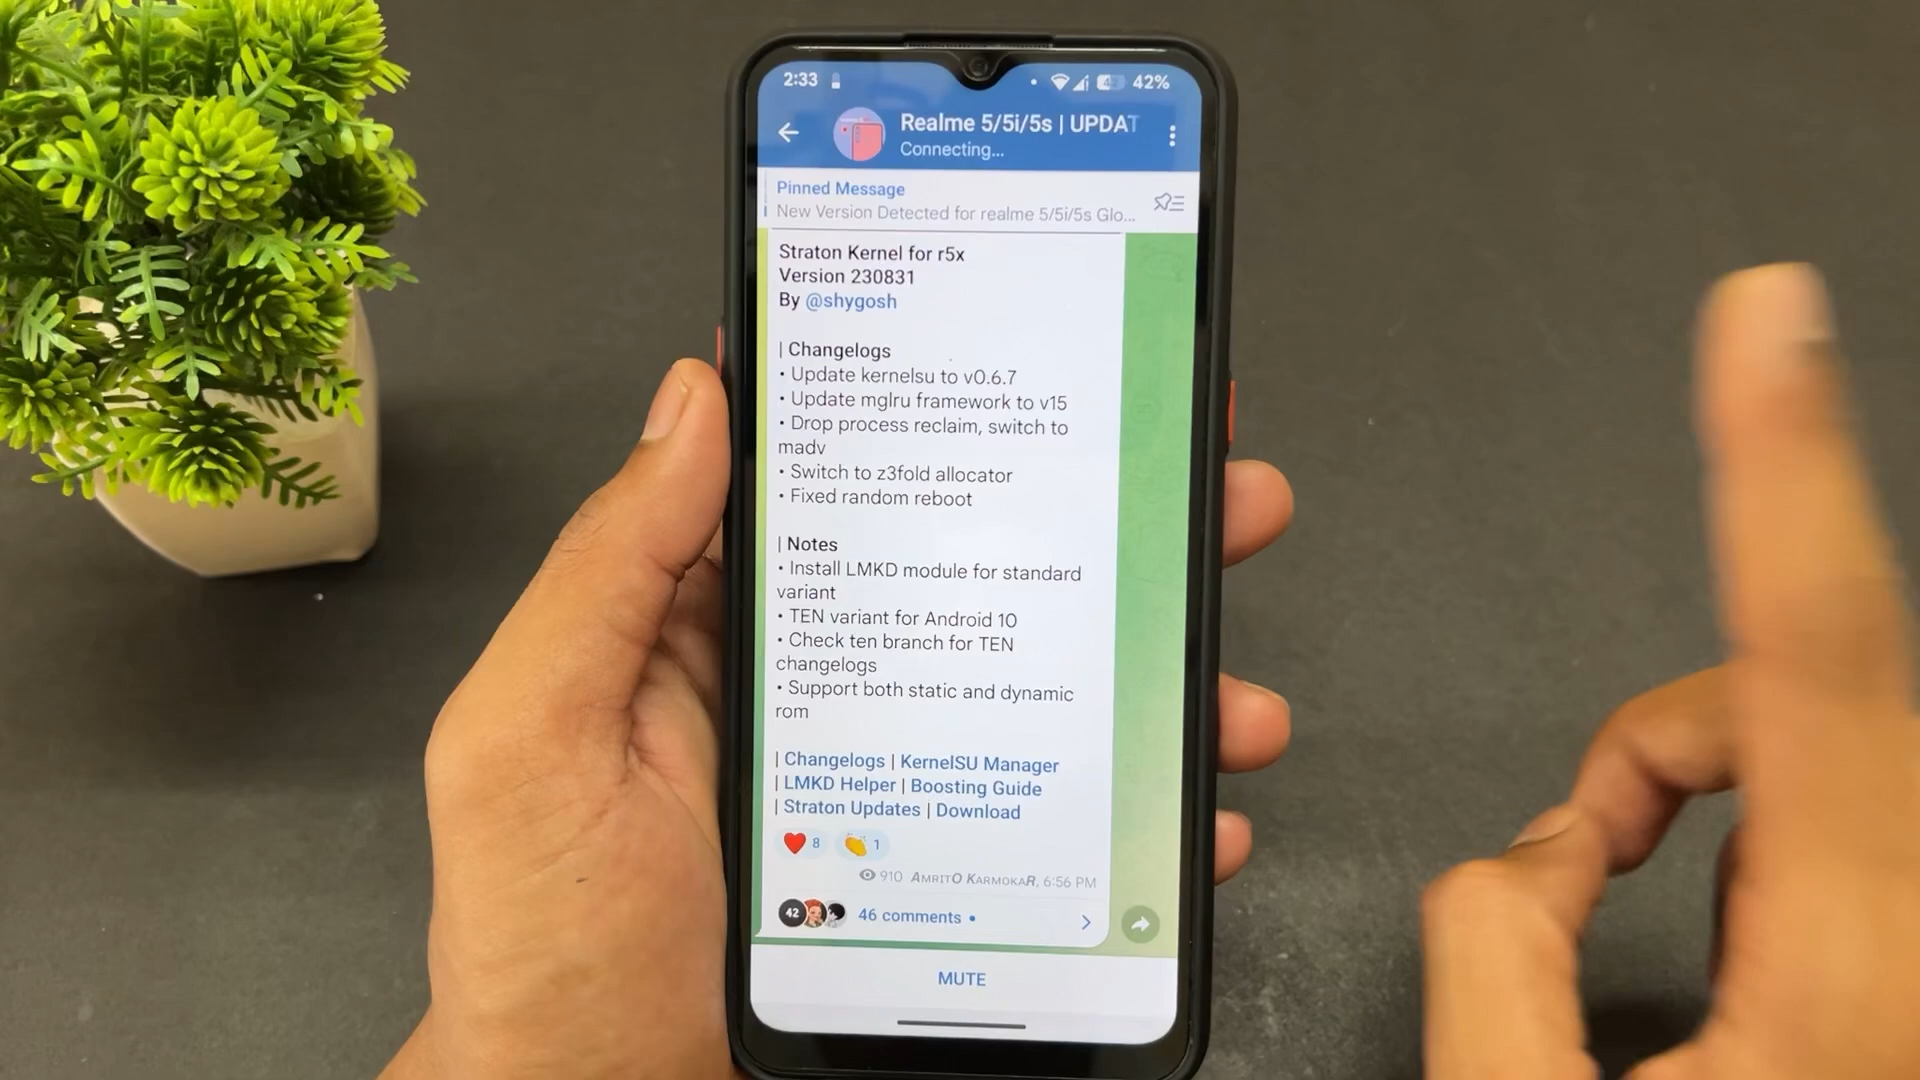 2:33
42%
Realme 5/5i/5s | UPDAT
Connecting...
Pinned Message
New Version Detected for realme 5/5i/5s Glo...
Straton Kernel for r5x
Version 230831
By @shygosh
| Changelogs
• Update kernelsu to v0.6.7
• Update mglru framework to v15
• Drop process reclaim, switch to
madv
• Switch to z3fold allocator
• Fixed random reboot
| Notes
• Install LMKD module for standard
variant
• TEN variant for Android 10
• Check ten branch for TEN
changelogs
• Support both static and dynamic
rom
| Changelogs | KernelSU Manager
| LMKD Helper | Boosting Guide
| Straton Updates | Download
8 1
910 AMRITO KARMOKAR, 6:56 PM
42 46 comments •
MUTE